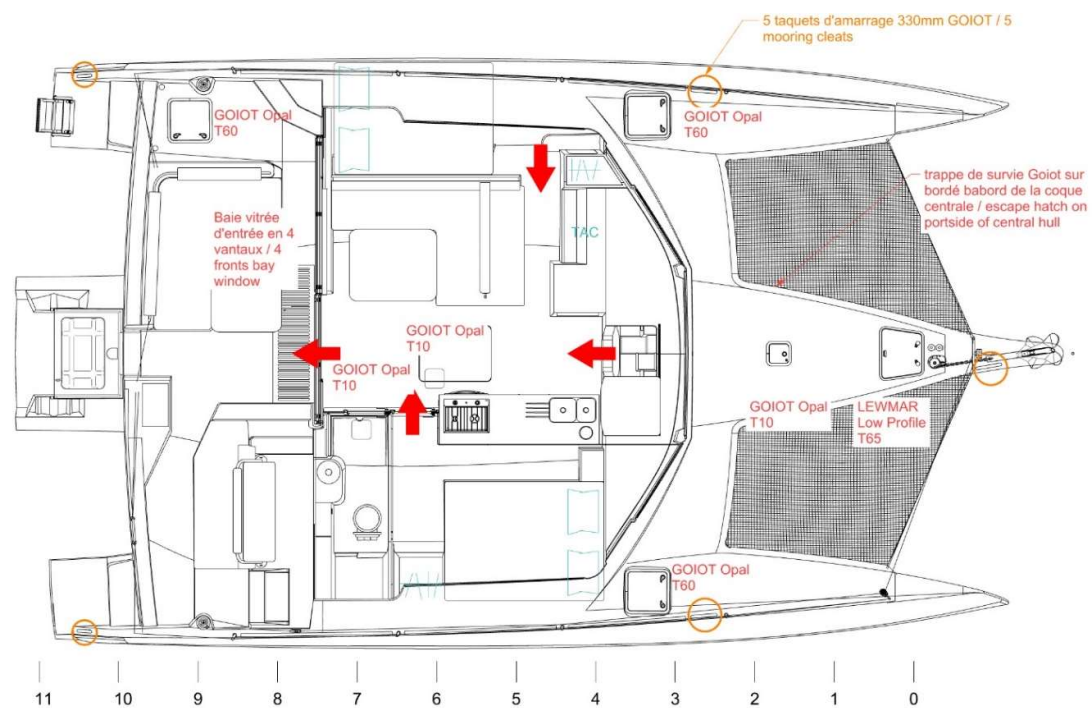 5 taquets d'amarrage 330mm GOIOT / 5
mooring cleats
GOIOT Opal
T60
GOIOT Opal
T60
trappe de survie Goiot sur
bordé babord de la coque
centrale / escape hatch on
portside of central hull
Baie vitrée
d'entrée en 4
vantaux / 4
fronts bay
window
TAC
GOIOT Opal
T10
GOIOT Opal
T10
GOIOT Opal
T10
LEWMAR
Low Profile
T65
GOIOT Opal
T60
11 10 9 8 7 6 5 4 3 2 1 0